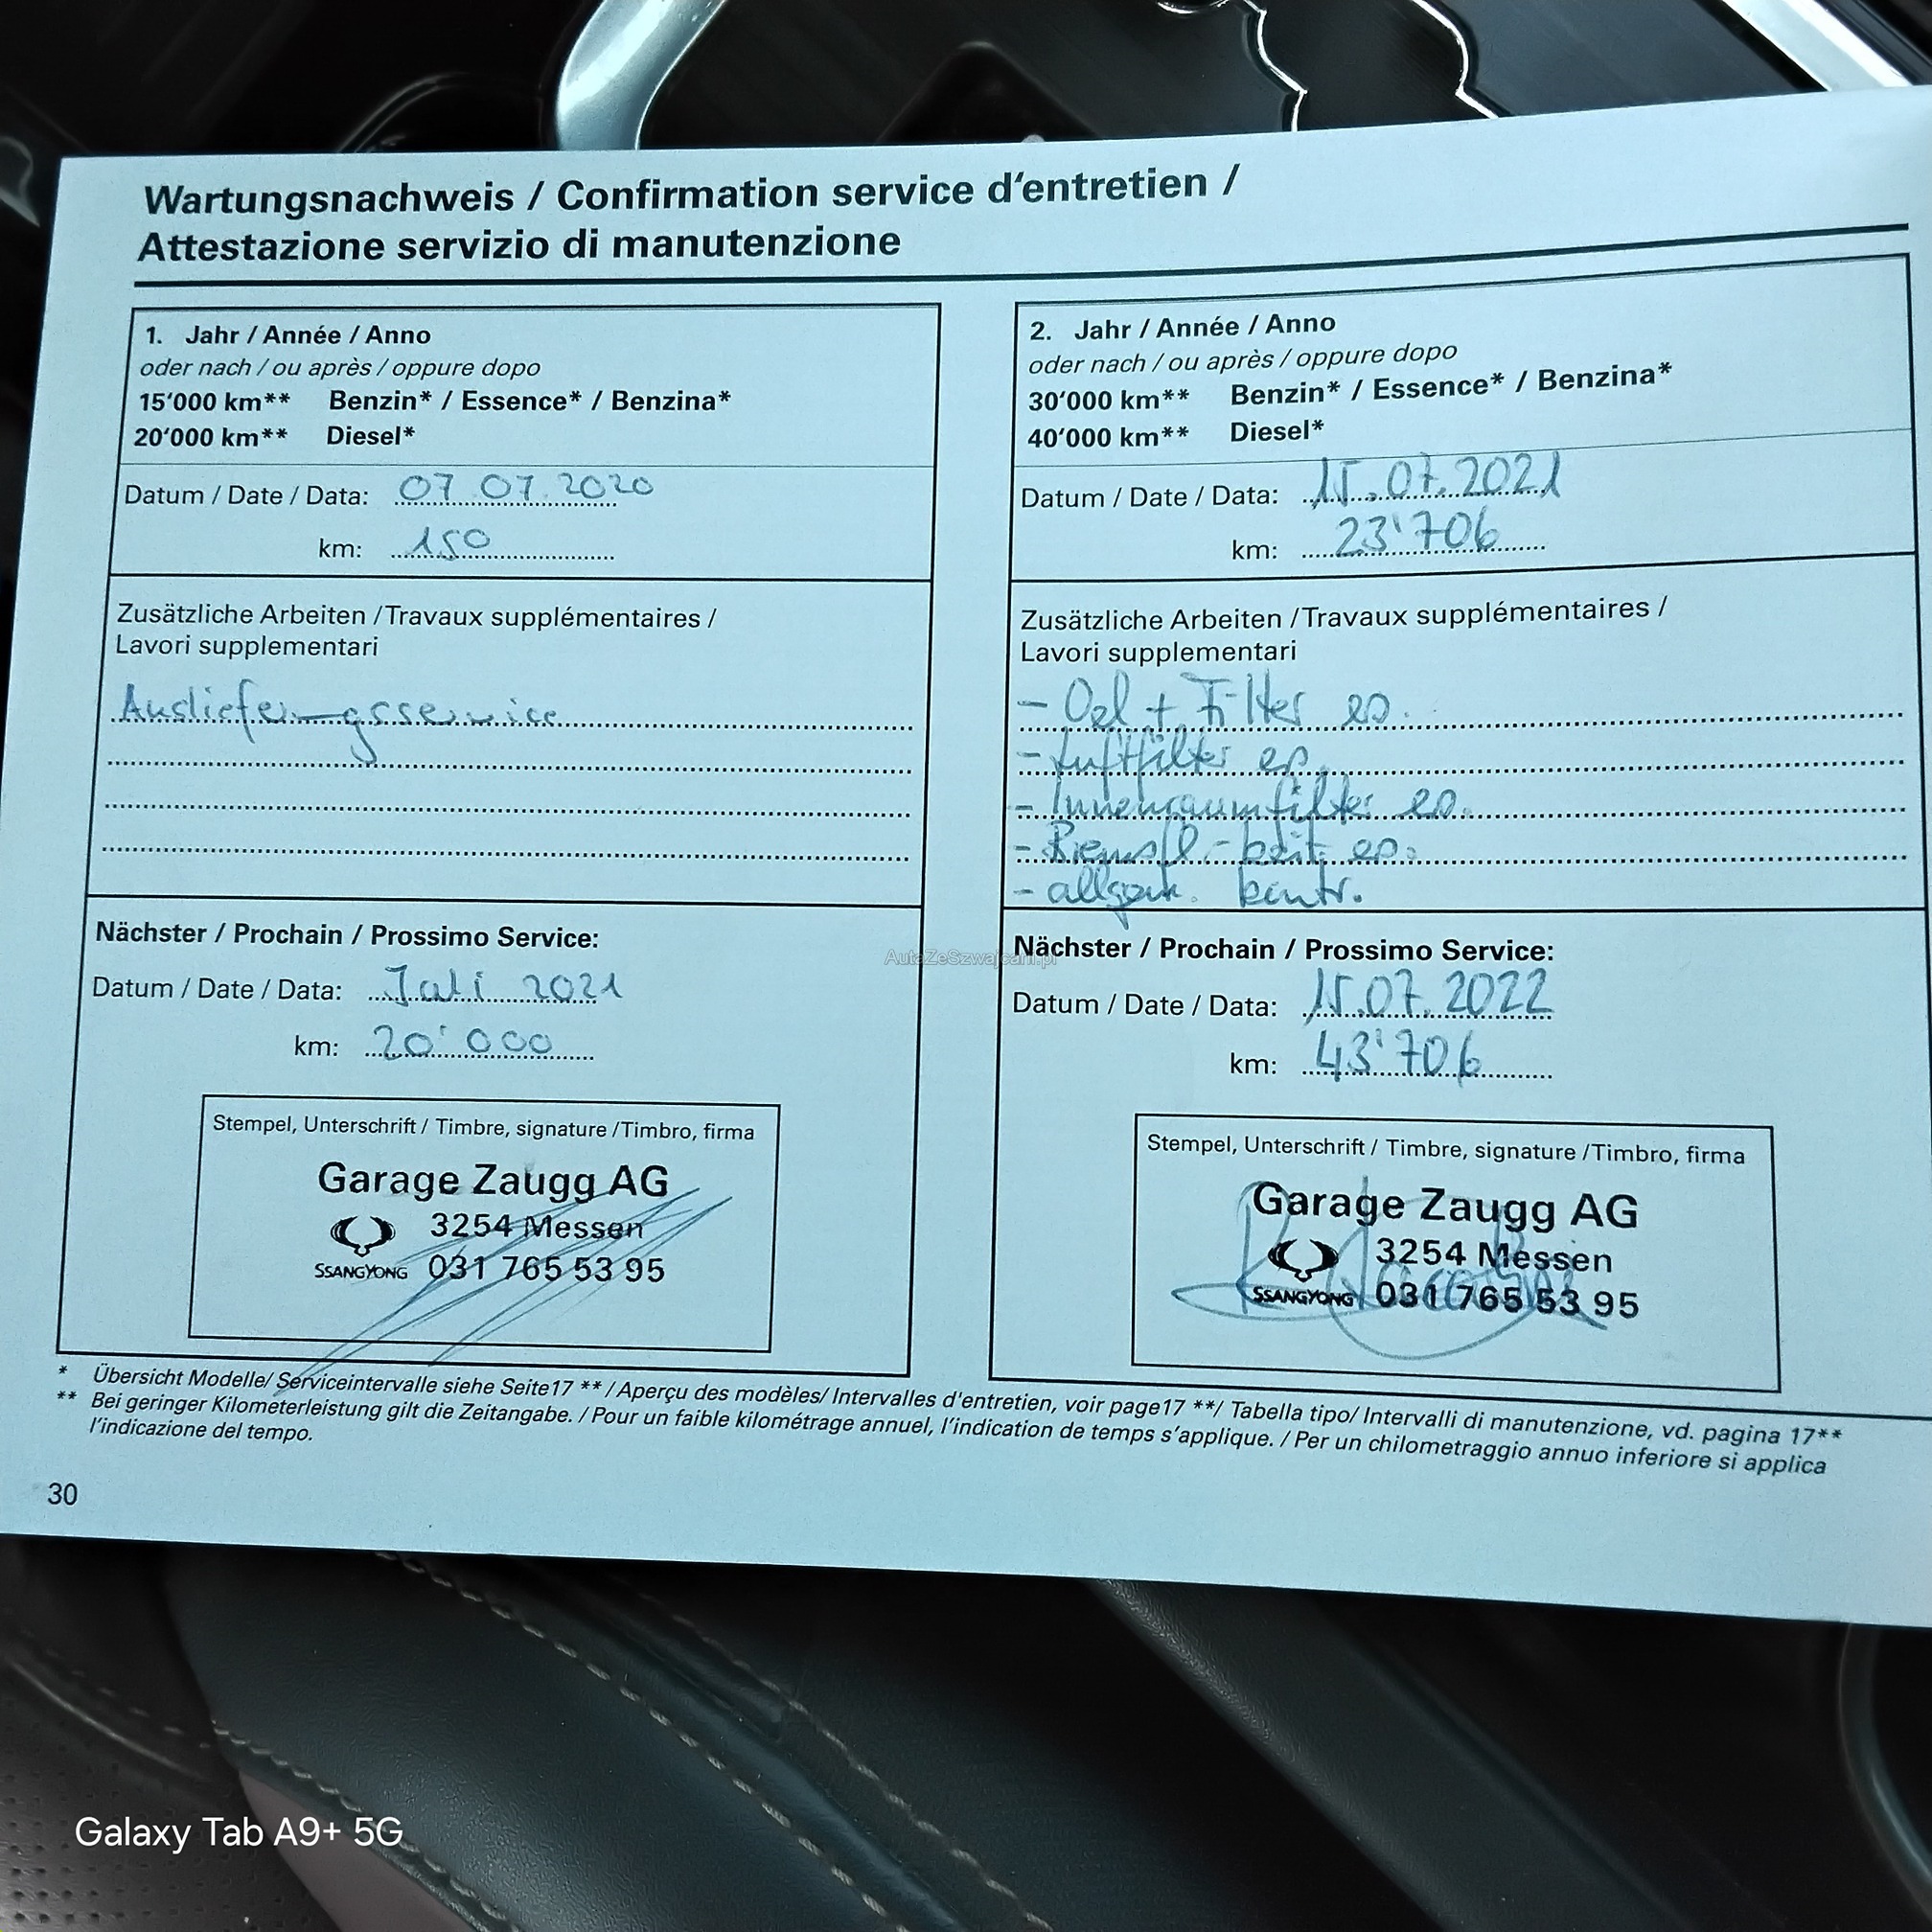 Wartungsnachweis / Confirmation service d'entretien /
Attestazione servizio di manutenzione
1. Jahr / Année / Anno
oder nach / ou après / oppure dopo
15'000 km** Benzin* / Essence* / Benzina*
20'000 km** Diesel*
Datum / Date / Data: 07 07.2020
km: 150
Zusätzliche Arbeiten / Travaux supplémentaires /
Lavori supplementari
Auslieferungsservice
Nächster / Prochain / Prossimo Service:
Datum / Date / Data: Juli 2021
km: 20'000
Stempel, Unterschrift / Timbre, signature / Timbro, firma
Garage Zaugg AG
3254 Messen
SSANGYONG 031 765 53 95
2. Jahr / Année / Anno
oder nach / ou après / oppure dopo
30'000 km** Benzin* / Essence* / Benzina*
40'000 km** Diesel*
Datum / Date / Data: 15.07.2021
km: 23'706
Zusätzliche Arbeiten / Travaux supplémentaires /
Lavori supplementari
- Oel + Filter
- Luftfilter
- Innenraumfilter
- allgem. kontr.
Nächster / Prochain / Prossimo Service:
Datum / Date / Data: 15.07.2022
km: 43'706
Stempel, Unterschrift / Timbre, signature / Timbro, firma
Garage Zaugg AG
3254 Messen
SSANGYONG 031 765 53 95
* Übersicht Modelle/ Serviceintervalle siehe Seite17 ** / Aperçu des modèles/ Intervalles d'entretien, voir page17 **/ Tabella tipo/ Intervalli di manutenzione, vd. pagina 17**
** Bei geringer Kilometerleistung gilt die Zeitangabe. / Pour un faible kilométrage annuel, l'indication de temps s'applique. / Per un chilometraggio annuo inferiore si applica
l'indicazione del tempo.
30
AutaZeSzwajcarii.pl
Galaxy Tab A9+ 5G